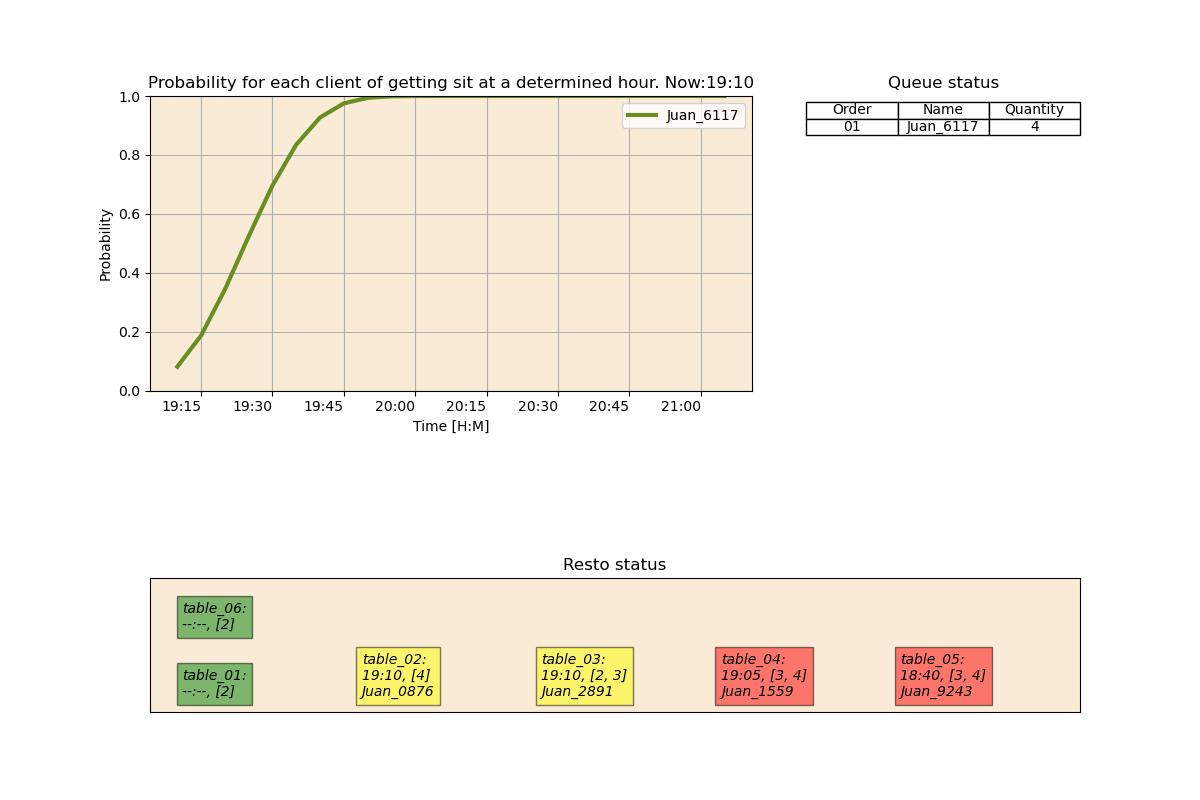 Probability for each client of getting sit at a determined hour. Now:19:10
Probability
1.0
0.8
0.6
0.4
0.2
0.0
Juan_6117
19:15 19:30 19:45 20:00 20:15 20:30 20:45 21:00
Time [H:M]
Queue status
Order Name Quantity
01 Juan_6117 4
Resto status
table_06:
--:--, [2]
table_01:
--:--, [2]
table_02:
19:10, [4]
Juan_0876
table_03:
19:10, [2, 3]
Juan_2891
table_04:
19:05, [3, 4]
Juan_1559
table_05:
18:40, [3, 4]
Juan_9243